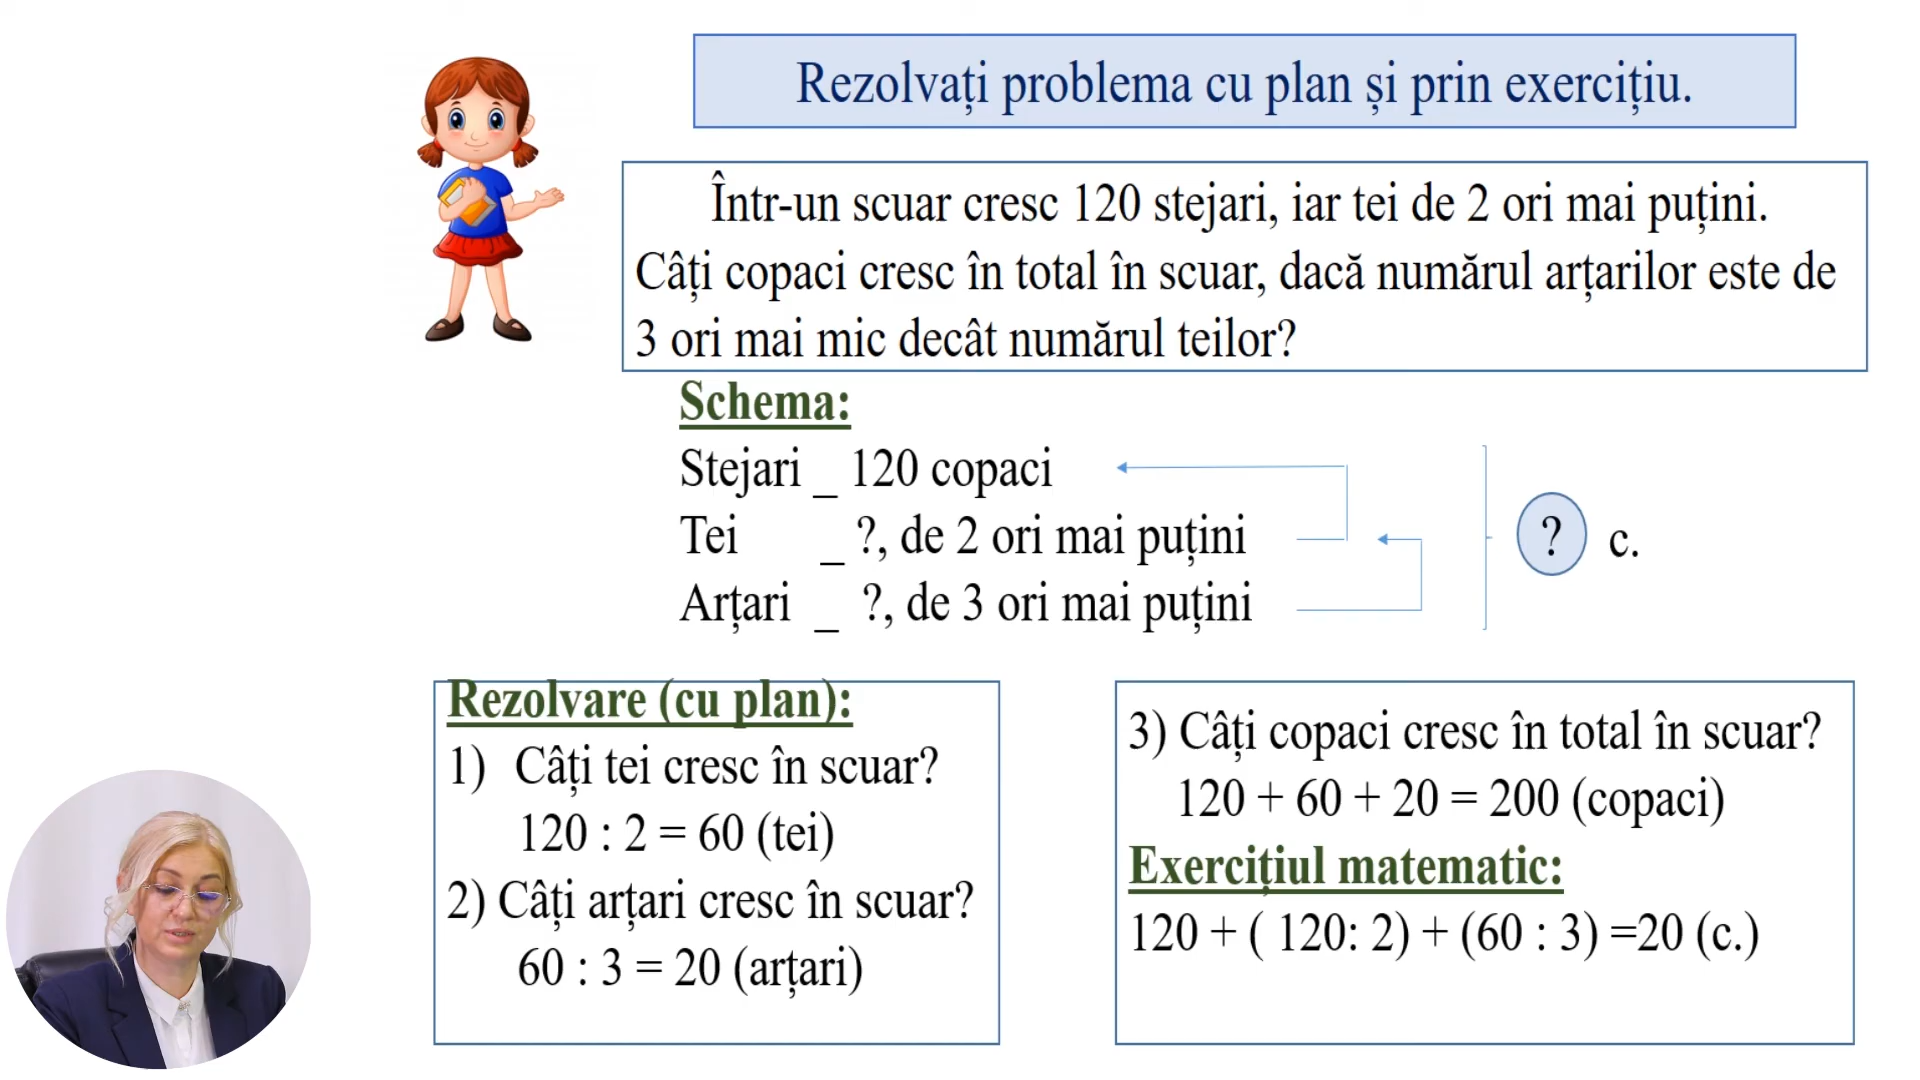 Rezolvați problema cu plan și prin exercițiu.
Într-un scuar cresc 120 stejari, iar tei de 2 ori mai puțini.
Câți copaci cresc în total în scuar, dacă numărul arțarilor este de
3 ori mai mic decât numărul teilor?
Schema:
Stejari _ 120 copaci
Tei _ ?, de 2 ori mai puțini
Arțari _ ?, de 3 ori mai puțini
? c.
Rezolvare (cu plan):
1) Câți tei cresc în scuar?
120 : 2 = 60 (tei)
2) Câți arțari cresc în scuar?
60 : 3 = 20 (arțari)
3) Câți copaci cresc în total în scuar?
120 + 60 + 20 = 200 (copaci)
Exercițiul matematic:
120 + ( 120: 2) + (60 : 3) =20 (c.)